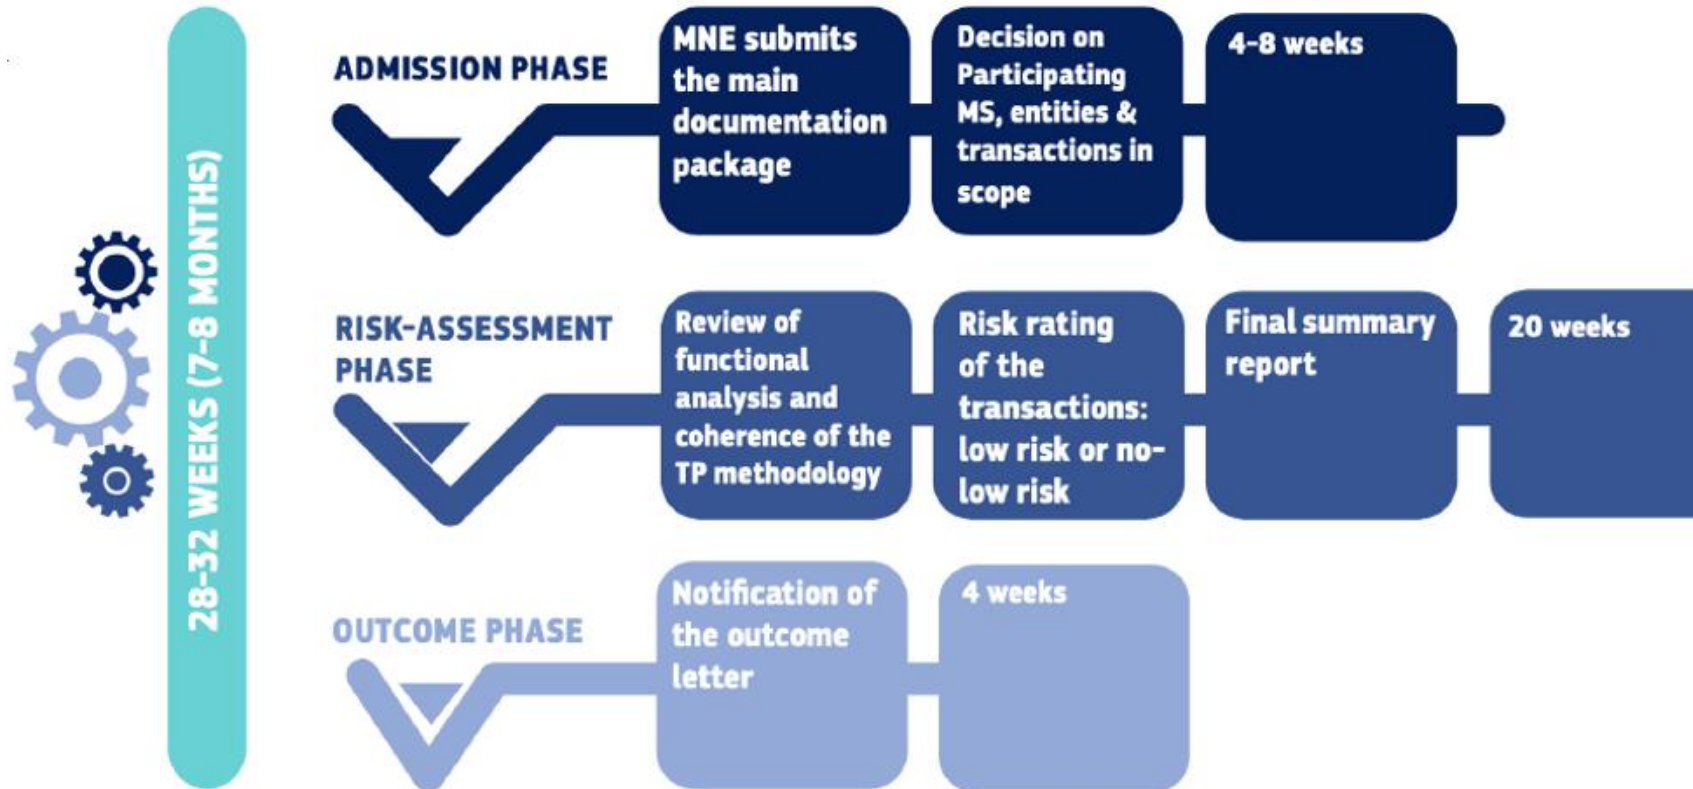 28-32 WEEKS (7-8 MONTHS)
ADMISSION PHASE
MNE submits
the main
documentation
package
Decision on
Participating
MS, entities &
transactions in
scope
4-8 weeks
RISK-ASSESSMENT
PHASE
Review of
functional
analysis and
coherence of the
TP methodology
Risk rating
of the
transactions:
low risk or no-
low risk
Final summary
report
20 weeks
OUTCOME PHASE
Notification of
the outcome
letter
4 weeks